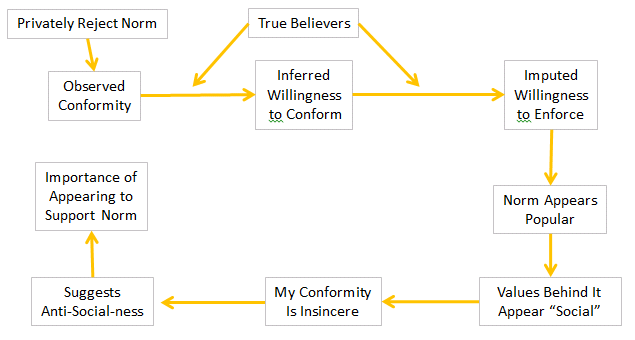 Privately Reject Norm
True Believers
Observed
Conformity
Inferred
Willingness
to Conform
Imputed
Willingness
to Enforce
Norm Appears
Popular
Values Behind It
Appear “Social”
My Conformity
Is Insincere
Suggests
Anti-Social-ness
Importance of
Appearing to
Support Norm